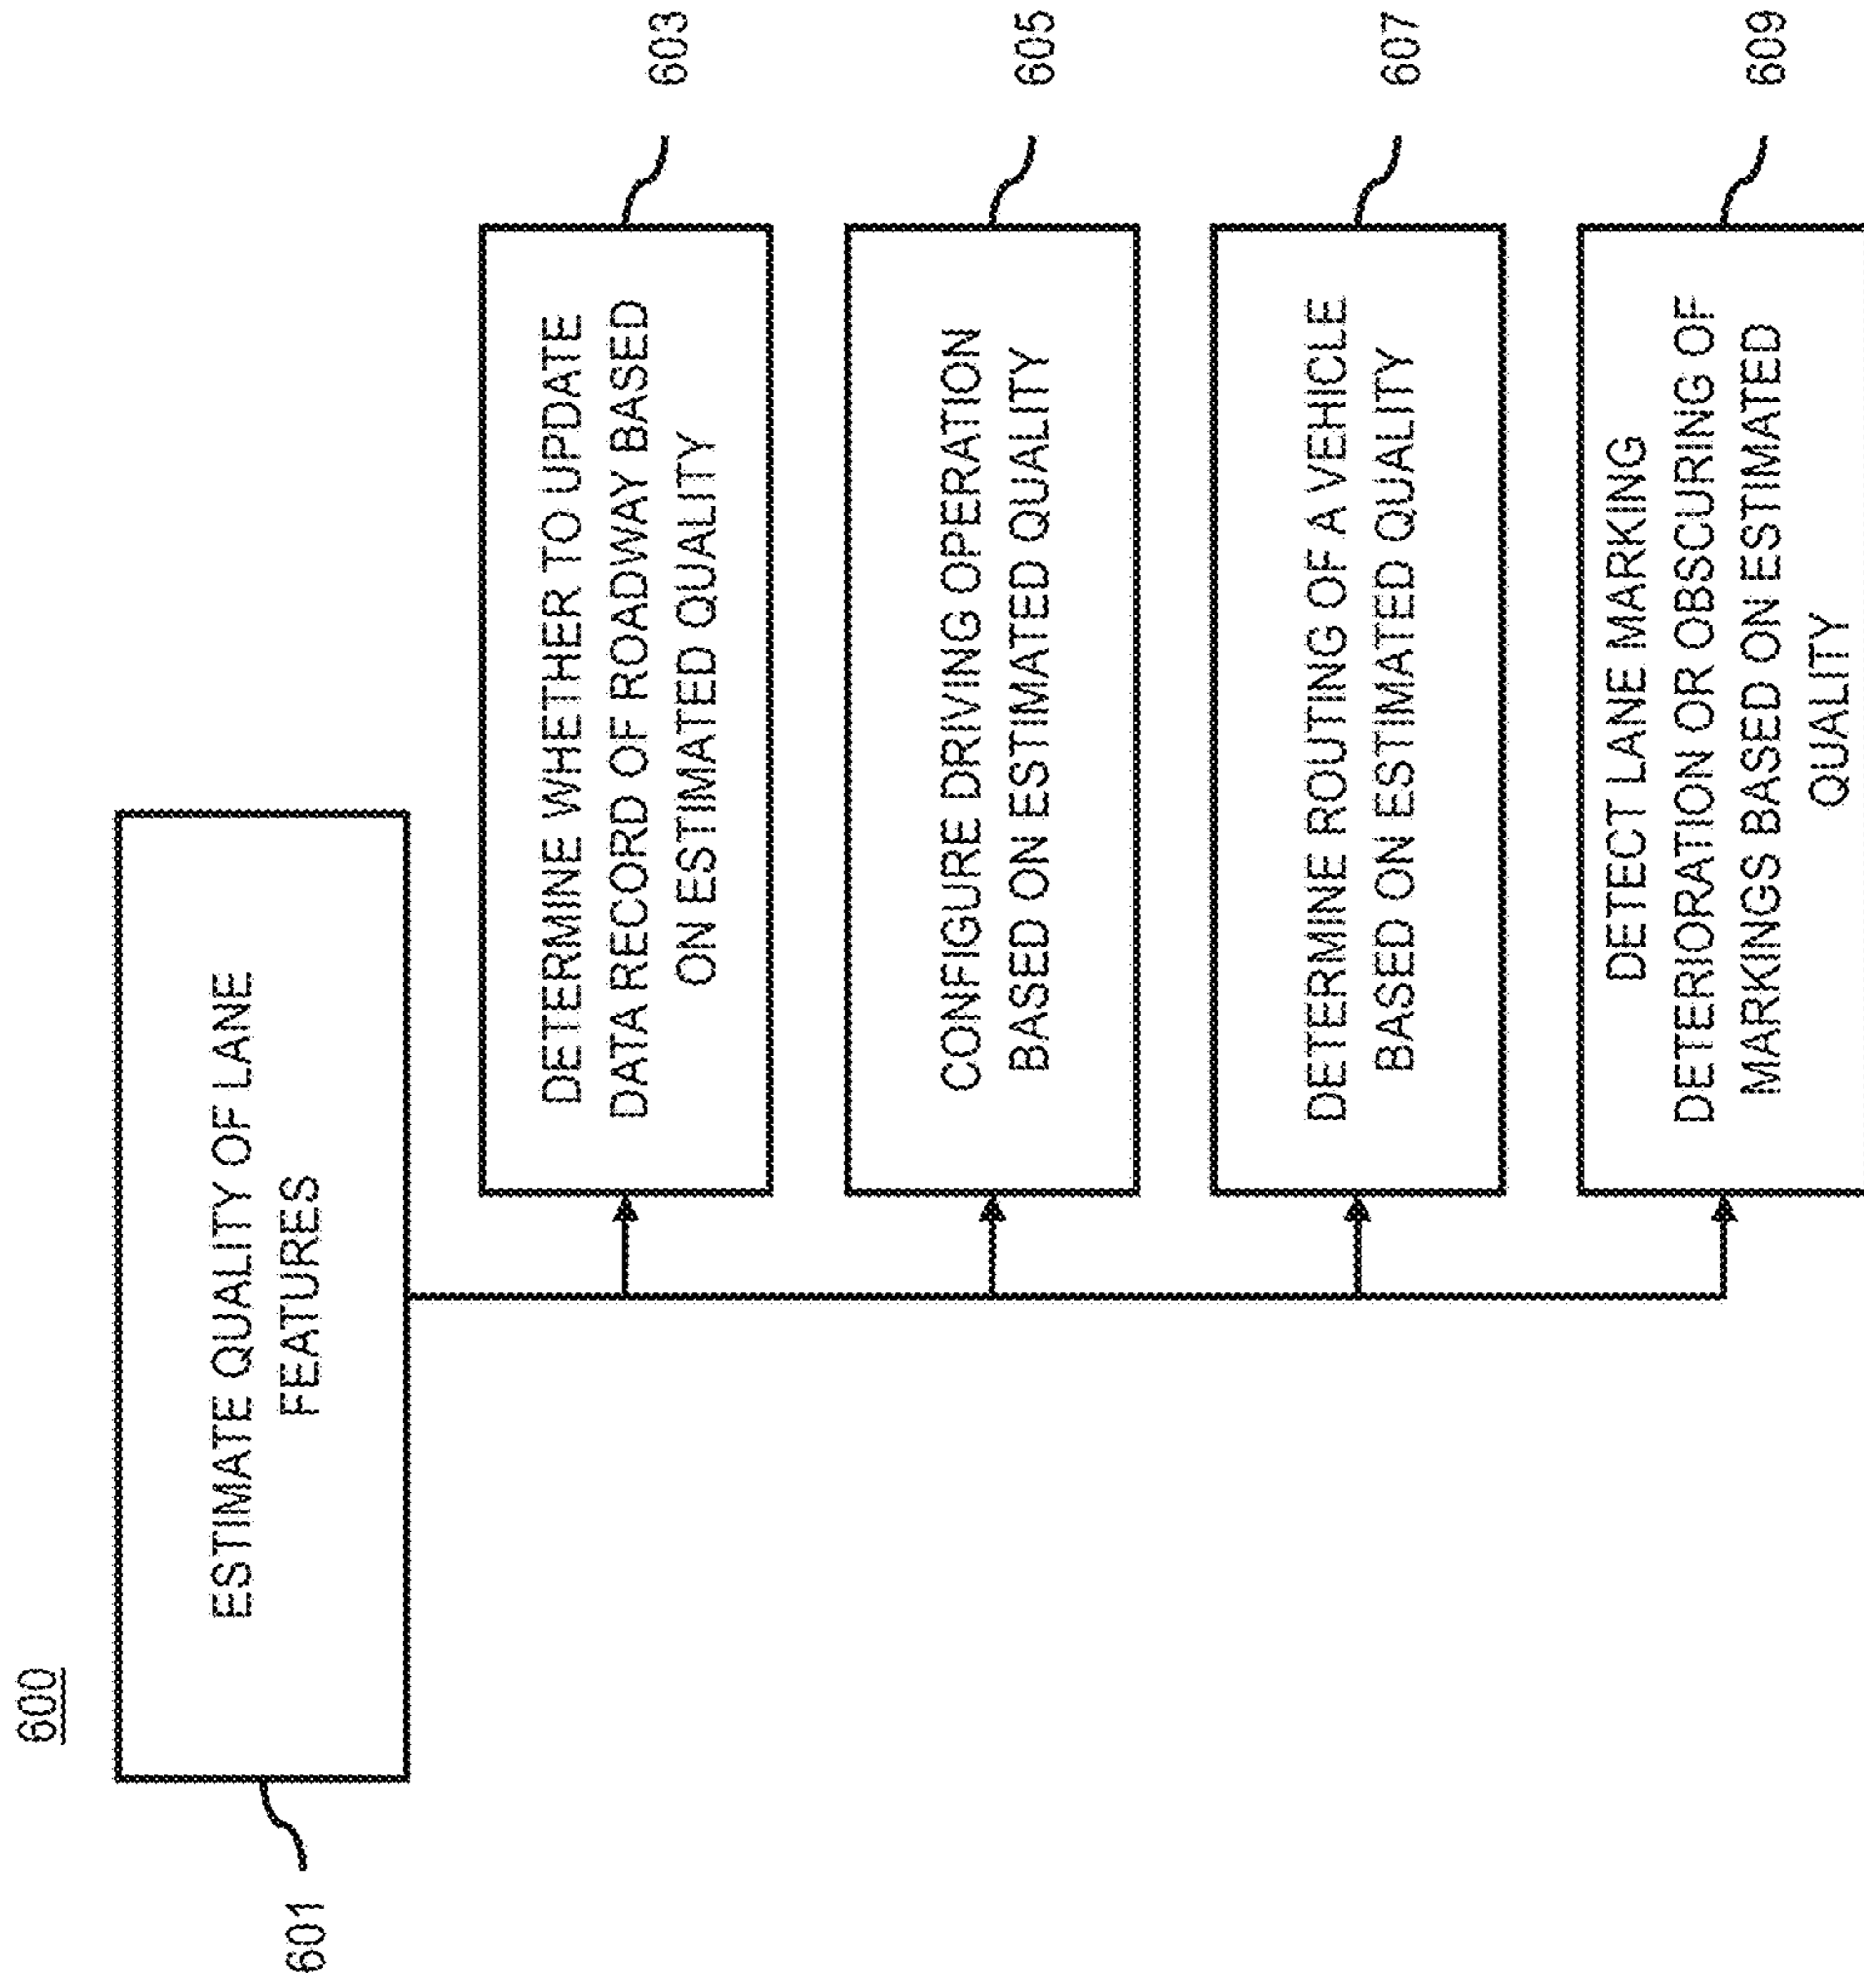 600
601
ESTIMATE QUALITY OF LANE
FEATURES
DETERMINE WHETHER TO UPDATE
DATA RECORD OF ROADWAY BASED
ON ESTIMATED QUALITY
603
CONFIGURE DRIVING OPERATION
BASED ON ESTIMATED QUALITY
605
DETERMINE ROUTING OF A VEHICLE
BASED ON ESTIMATED QUALITY
607
DETECT LANE MARKING
DETERIORATION OR OBSCURING OF
MARKINGS BASED ON ESTIMATED
QUALITY
609